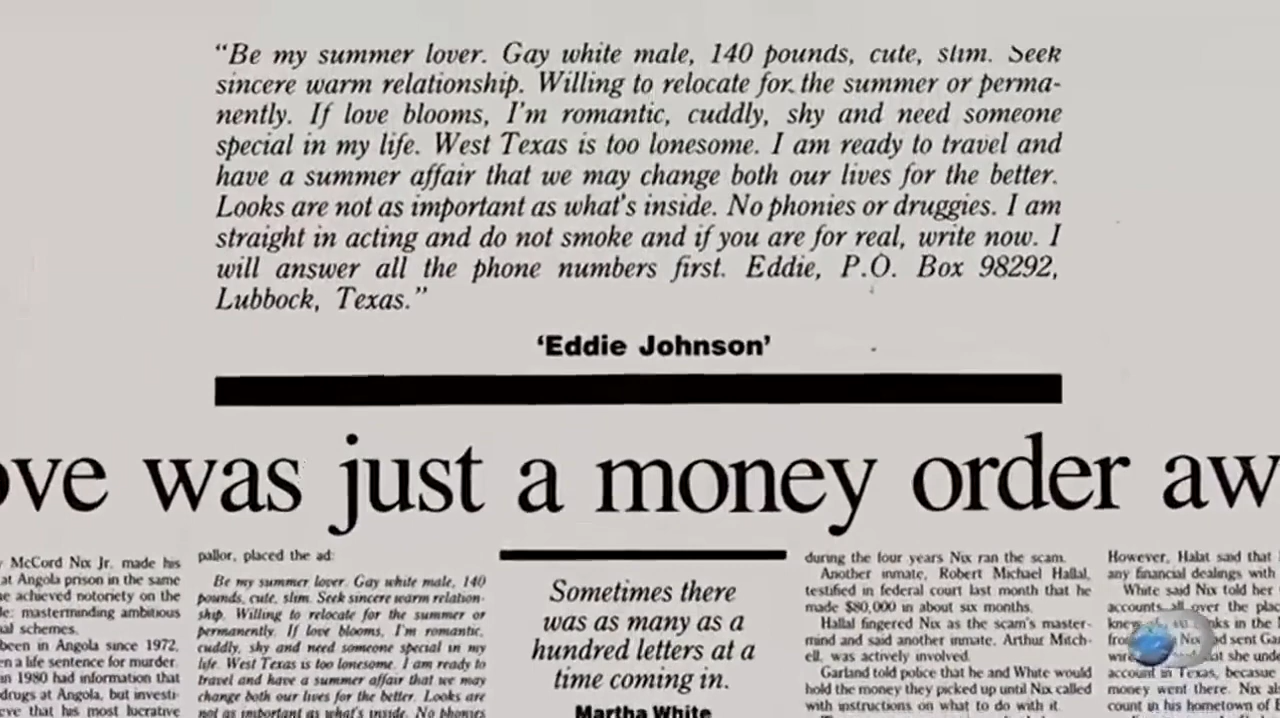 “Be my summer lover. Gay white male, 140 pounds, cute, slim. Seek
sincere warm relationship. Willing to relocate for the summer or perma-
nently. If love blooms, I’m romantic, cuddly, shy and need someone
special in my life. West Texas is too lonesome. I am ready to travel and
have a summer affair that we may change both our lives for the better.
Looks are not as important as what’s inside. No phonies or druggies. I am
straight in acting and do not smoke and if you are for real, write now. I
will answer all the phone numbers first. Eddie, P.O. Box 98292,
Lubbock, Texas.”
‘Eddie Johnson’
ove was just a money order aw
McCord Nix Jr. made his
at Angola prison in the same
e achieved notoriety on the
le: masterminding ambitious
al schemes.
been in Angola since 1972,
en a life sentence for murder.
in 1980 had information that
drugs at Angola, but investi-
eve that his most lucrative
pallor, placed the ad:
Be my summer lover. Gay white male, 140
pounds, cute, slim. Seek sincere warm relation-
ship. Willing to relocate for the summer or
permanently. If love blooms, I’m romantic,
cuddly, shy and need someone special in my
life. West Texas is too lonesome. I am ready to
travel and have a summer affair that we may
change both our lives for the better. Looks are
not as important as what’s inside. No phonies
Sometimes there
was as many as a
hundred letters at a
time coming in.
Martha White
during the four years Nix ran the scam.
Another inmate, Robert Michael Hallal,
testified in federal court last month that he
made $80,000 in about six months.
Hallal fingered Nix as the scam’s master-
mind and said another inmate, Arthur Mitch-
ell, was actively involved.
Garland told police that he and White would
hold the money they picked up until Nix called
with instructions on what to do with it.
However, Halat said that
any financial dealings with
White said Nix told her
accounts all over the plac
in the
Nix sent Gar
she unde
account in Texas, becasue
money went there. Nix al
count in his hometown of